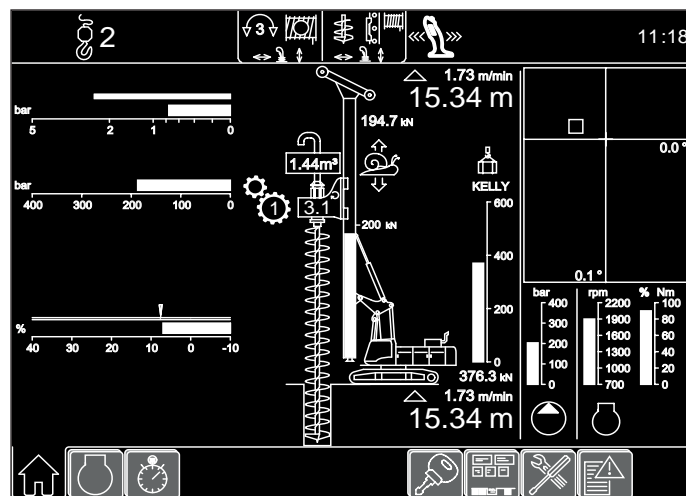 2
3
11:18
1.73 m/min
15.34 m
194.7 kN
bar
5 2 1 0
1.44m³
0.0 °
KELLY
bar
400 300 200 100 0
1
3.1
200 kN
600
400
200
0
376.3 kN
0.1 °
%
40 30 20 10 0 -10
bar
400
300
200
100
0
rpm
2200
1900
1600
1300
1000
700
% Nm
100
80
60
40
20
0
1.73 m/min
15.34 m